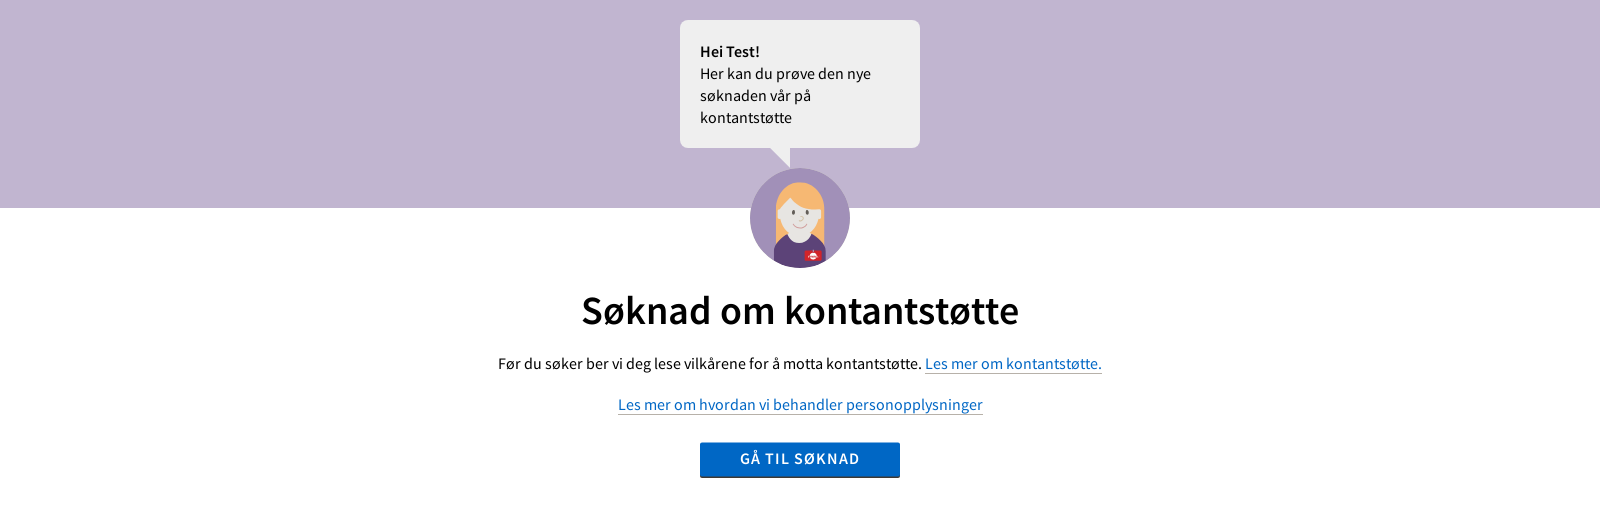 Hei Test!
Her kan du prøve den nye
søknaden vår på
kontantstøtte
Søknad om kontantstøtte
Før du søker ber vi deg lese vilkårene for å motta kontantstøtte. Les mer om kontantstøtte.
Les mer om hvordan vi behandler personopplysninger
GÅ TIL SØKNAD